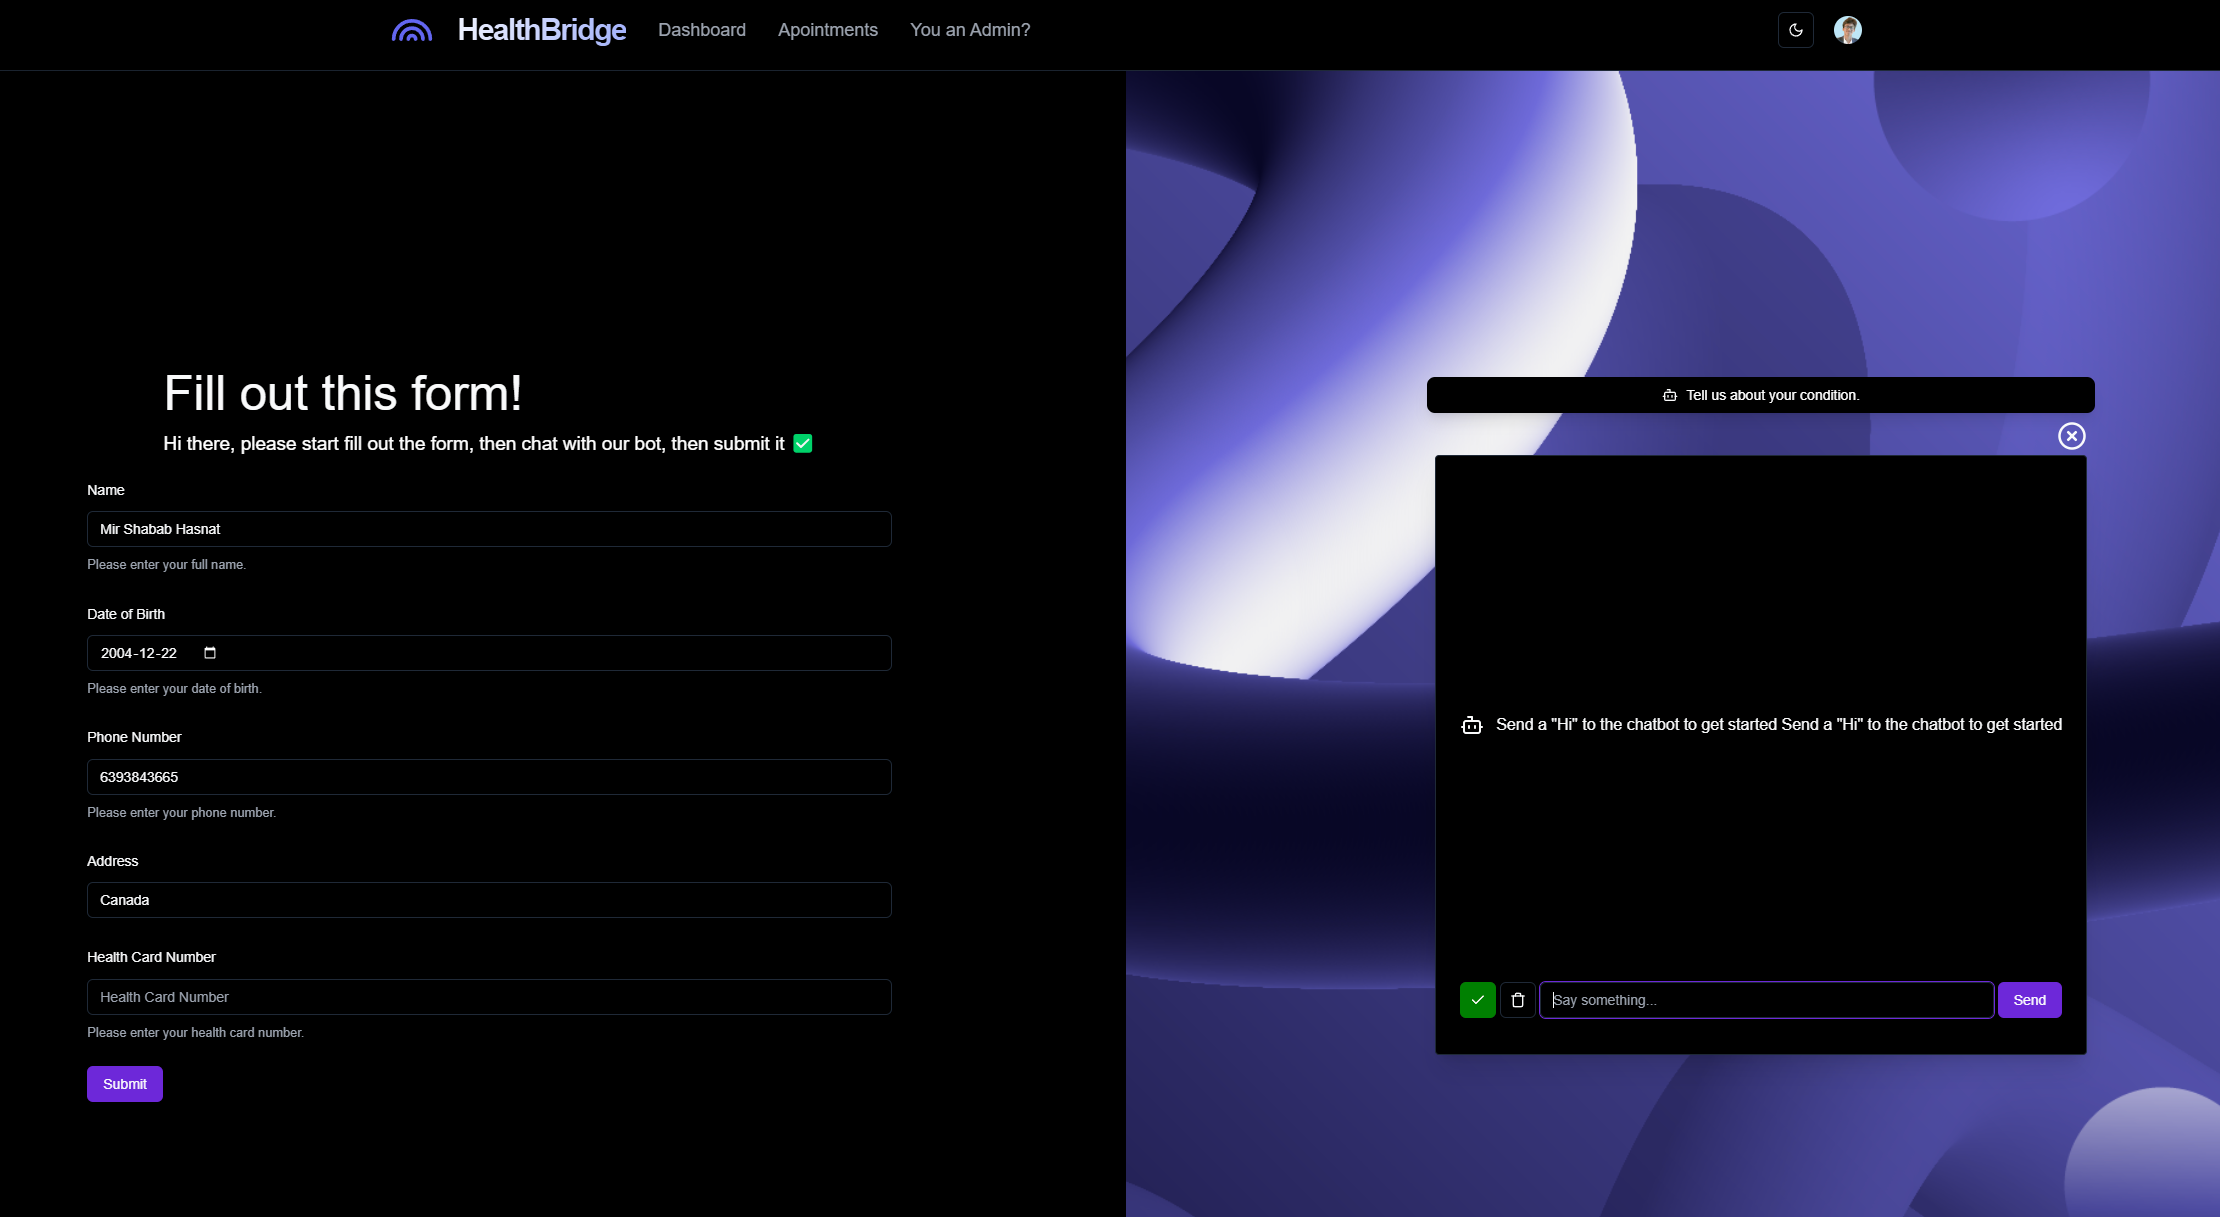 HealthBridge
Dashboard
Apointments
You an Admin?
Fill out this form!
Hi there, please start fill out the form, then chat with our bot, then submit it ✅
Name
Mir Shabab Hasnat
Please enter your full name.
Date of Birth
2004-12-22
Please enter your date of birth.
Phone Number
6393843665
Please enter your phone number.
Address
Canada
Health Card Number
Health Card Number
Please enter your health card number.
Submit
Tell us about your condition.
Send a "Hi" to the chatbot to get started Send a "Hi" to the chatbot to get started
Say something...
Send